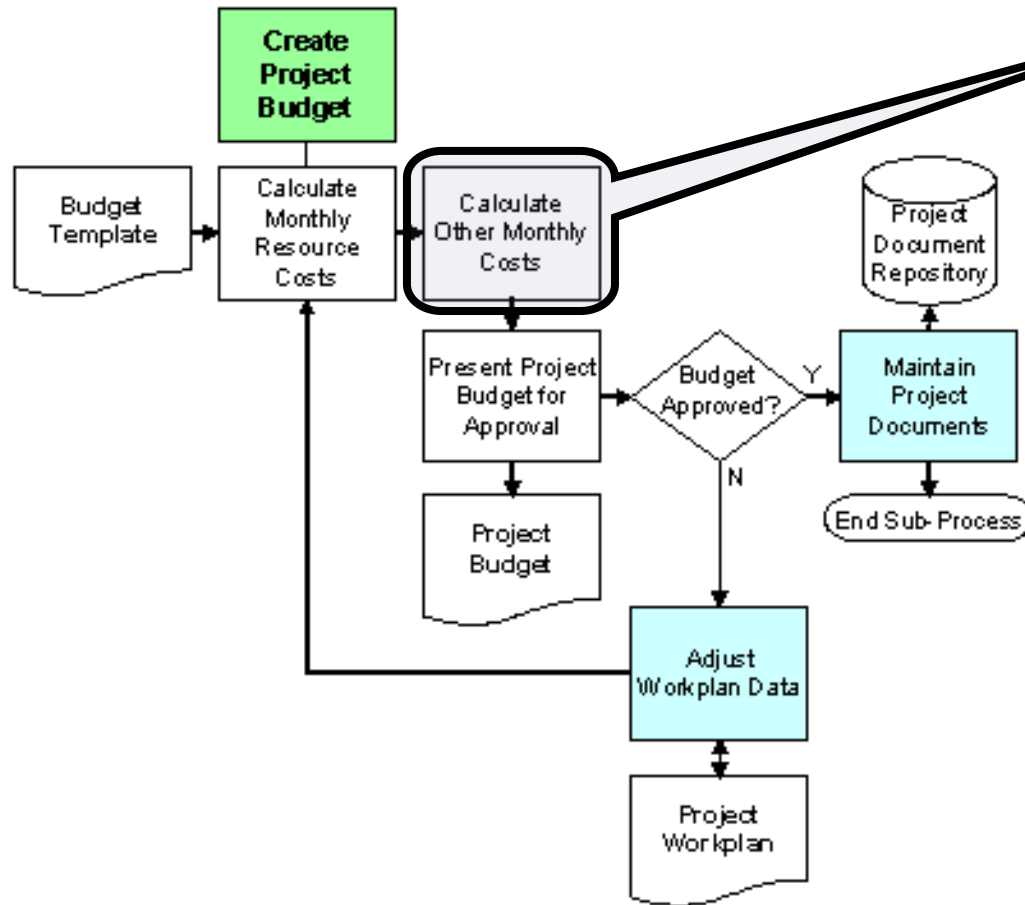 Create
Project
Budget
Budget
Template
Calculate
Monthly
Resource
Costs
Calculate
Other Monthly
Costs
Project
Document
Repository
Present Project
Budget for
Approval
Budget
Approved?
Y
Maintain
Project
Documents
N
Project
Budget
End Sub-Process
Adjust
Workplan Data
Project
Workplan